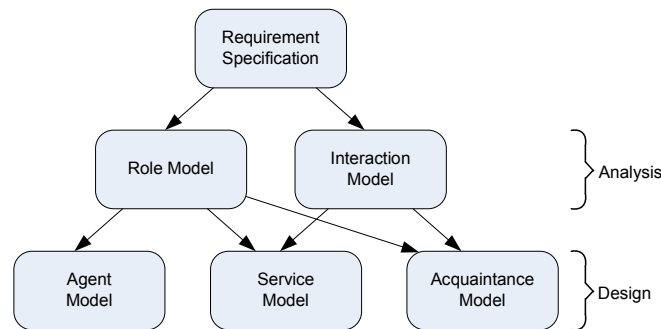 Requirement
Specification
Role Model
Interaction
Model
Analysis
Agent
Model
Service
Model
Acquaintance
Model
Design